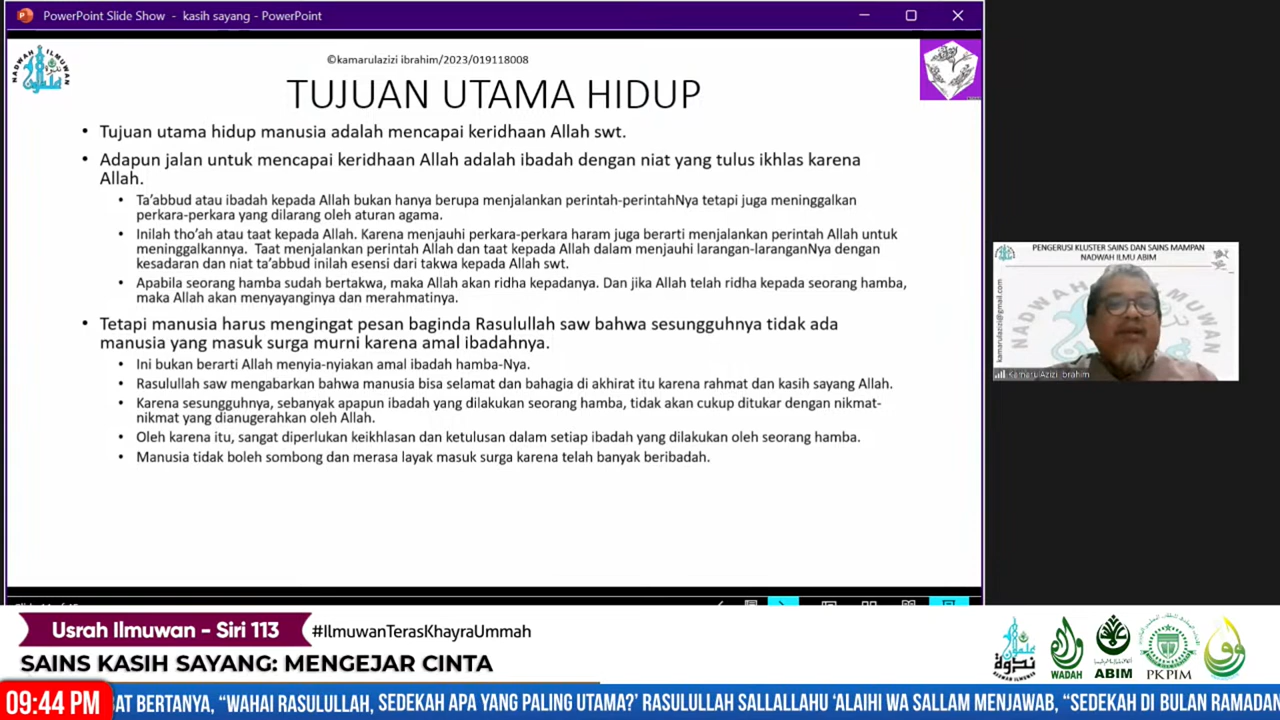 PowerPoint Slide Show - kasih sayang - PowerPoint
NADWAH ILMUWAN
©kamarulazizi ibrahim/2023/019118008
TUJUAN UTAMA HIDUP
• Tujuan utama hidup manusia adalah mencapai keridhaan Allah swt.
• Adapun jalan untuk mencapai keridhaan Allah adalah ibadah dengan niat yang tulus ikhlas karena
Allah.
• Ta’abbud atau ibadah kepada Allah bukan hanya berupa menjalankan perintah-perintahNya tetapi juga meninggalkan
perkara-perkara yang dilarang oleh aturan agama.
• Inilah tho’ah atau taat kepada Allah. Karena menjauhi perkara-perkara haram juga berarti menjalankan perintah Allah untuk
meninggalkannya. Taat menjalankan perintah Allah dan taat kepada Allah dalam menjauhi larangan-laranganNya dengan
kesadaran dan niat ta’abbud inilah esensi dari takwa kepada Allah swt.
• Apabila seorang hamba sudah bertakwa, maka Allah akan ridha kepadanya. Dan jika Allah telah ridha kepada seorang hamba,
maka Allah akan menyayanginya dan merahmatinya.
• Tetapi manusia harus mengingat pesan baginda Rasulullah saw bahwa sesungguhnya tidak ada
manusia yang masuk surga murni karena amal ibadahnya.
• Ini bukan berarti Allah menyia-nyiakan amal ibadah hamba-Nya.
• Rasulullah saw mengabarkan bahwa manusia bisa selamat dan bahagia di akhirat itu karena rahmat dan kasih sayang Allah.
• Karena sesungguhnya, sebanyak apapun ibadah yang dilakukan seorang hamba, tidak akan cukup ditukar dengan nikmat-
nikmat yang dianugerahkan oleh Allah.
• Oleh karena itu, sangat diperlukan keikhlasan dan ketulusan dalam setiap ibadah yang dilakukan oleh seorang hamba.
• Manusia tidak boleh sombong dan merasa layak masuk surga karena telah banyak beribadah.
PENGERUSI KLUSTER SAINS DAN SAINS MAMPAN
NADWAH ILMU ABIM
kamarulazizi@gmail.com
NADWAH ILMUWAN
KamarulAzizi Ibrahim
Usrah Ilmuwan - Siri 113
#IlmuwanTerasKhayraUmmah
SAINS KASIH SAYANG: MENGEJAR CINTA
WADAH
ABIM
PKPIM
09:44 PM
GAT BERTANYA, “WAHAI RASULULLAH, SEDEKAH APA YANG PALING UTAMA?’ RASULULLAH SALLALLAHU ‘ALAIHI WA SALLAM MENJAWAB, “SEDEKAH DI BULAN RAMADAN